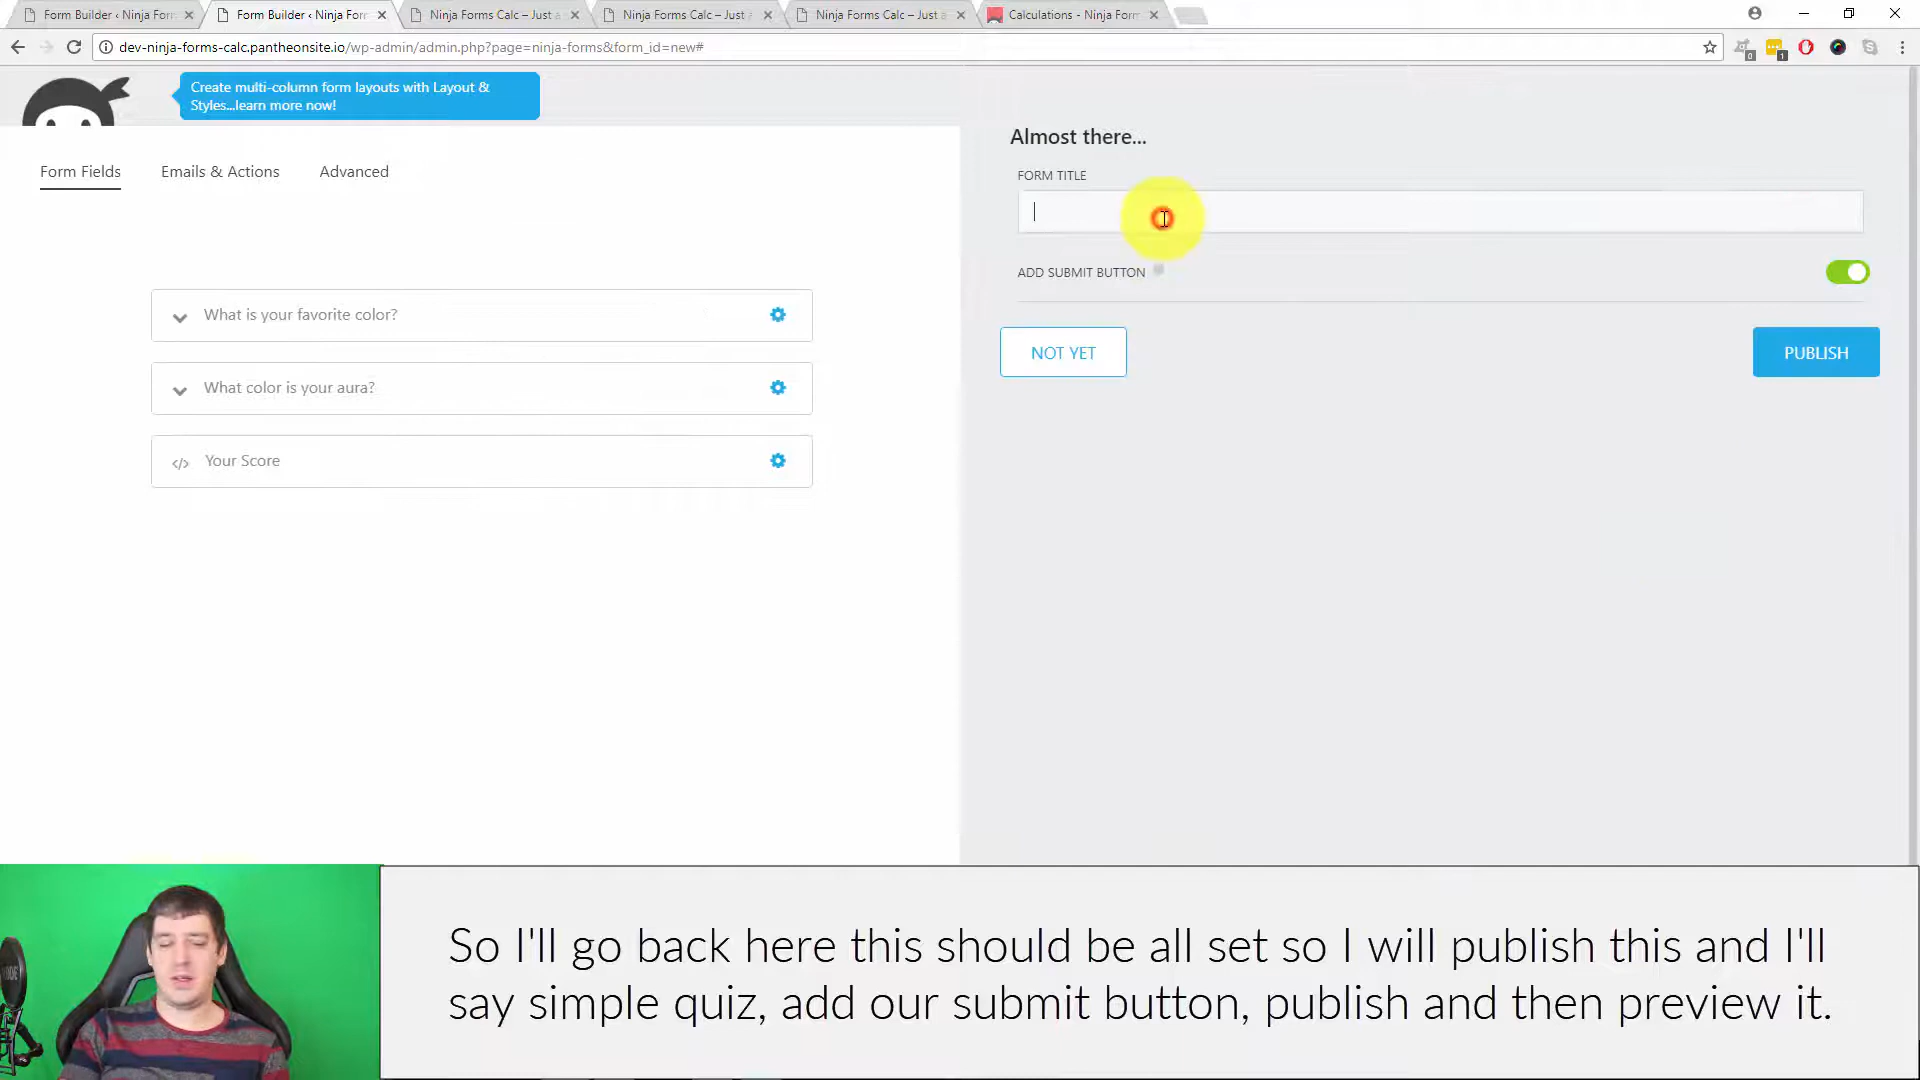 Form Builder ‹ Ninja Form
Form Builder ‹ Ninja Form
Ninja Forms Calc – Just a
Ninja Forms Calc – Just a
Ninja Forms Calc – Just a
Calculations - Ninja Form
dev-ninja-forms-calc.pantheonsite.io/wp-admin/admin.php?page=ninja-forms&form_id=new#
Create multi-column form layouts with Layout &
Styles...learn more now!
Form Fields
Emails & Actions
Advanced
What is your favorite color?
What color is your aura?
</> Your Score
Almost there...
FORM TITLE
ADD SUBMIT BUTTON
NOT YET
PUBLISH
So I'll go back here this should be all set so I will publish this and I'll
say simple quiz, add our submit button, publish and then preview it.